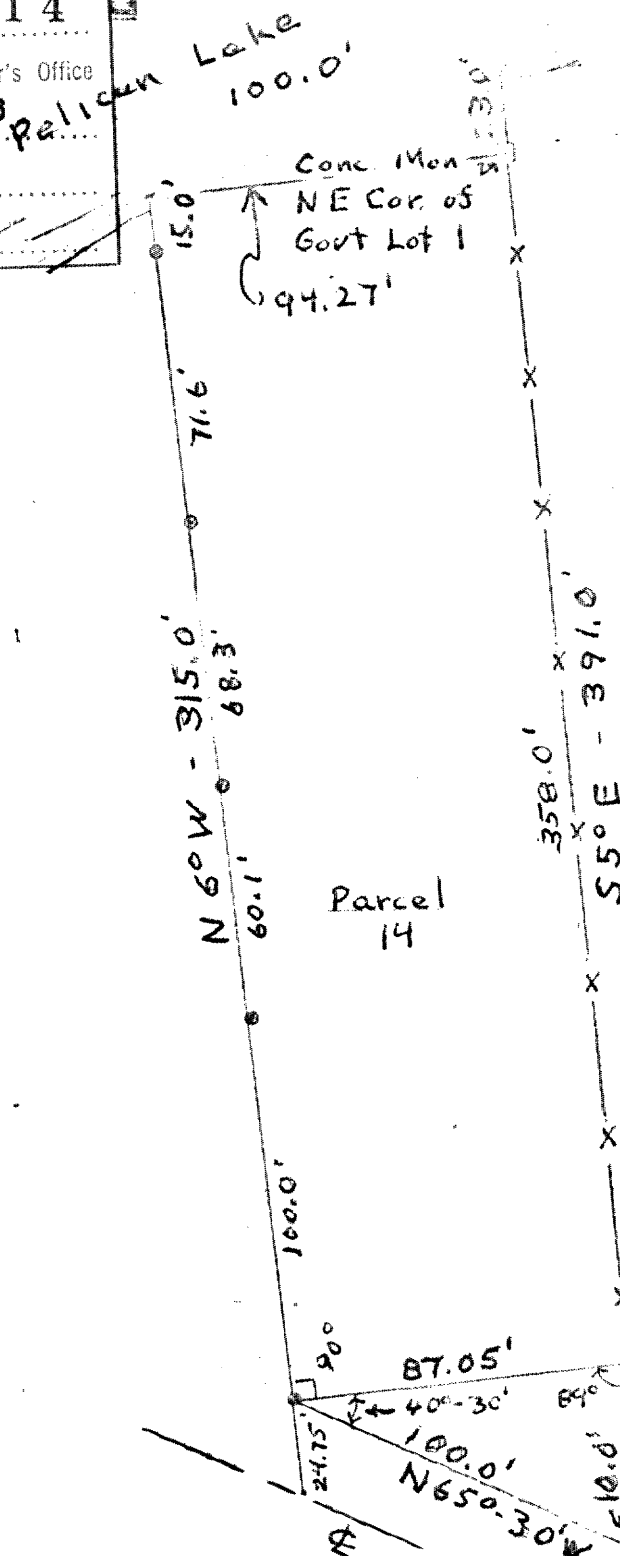 14
r's Office
Pelican Lake
100.0'
Conc. Mon
NE Cor. of
Govt Lot 1
94.27'
15.0'
71.6'
N 6° W - 315.0'
68.3'
60.1'
Parcel
14
358.0'
S 5° E - 391.0'
100.0'
90°
87.05'
40°-30'
89°
24.75'
100.0'
N 65°-30' W